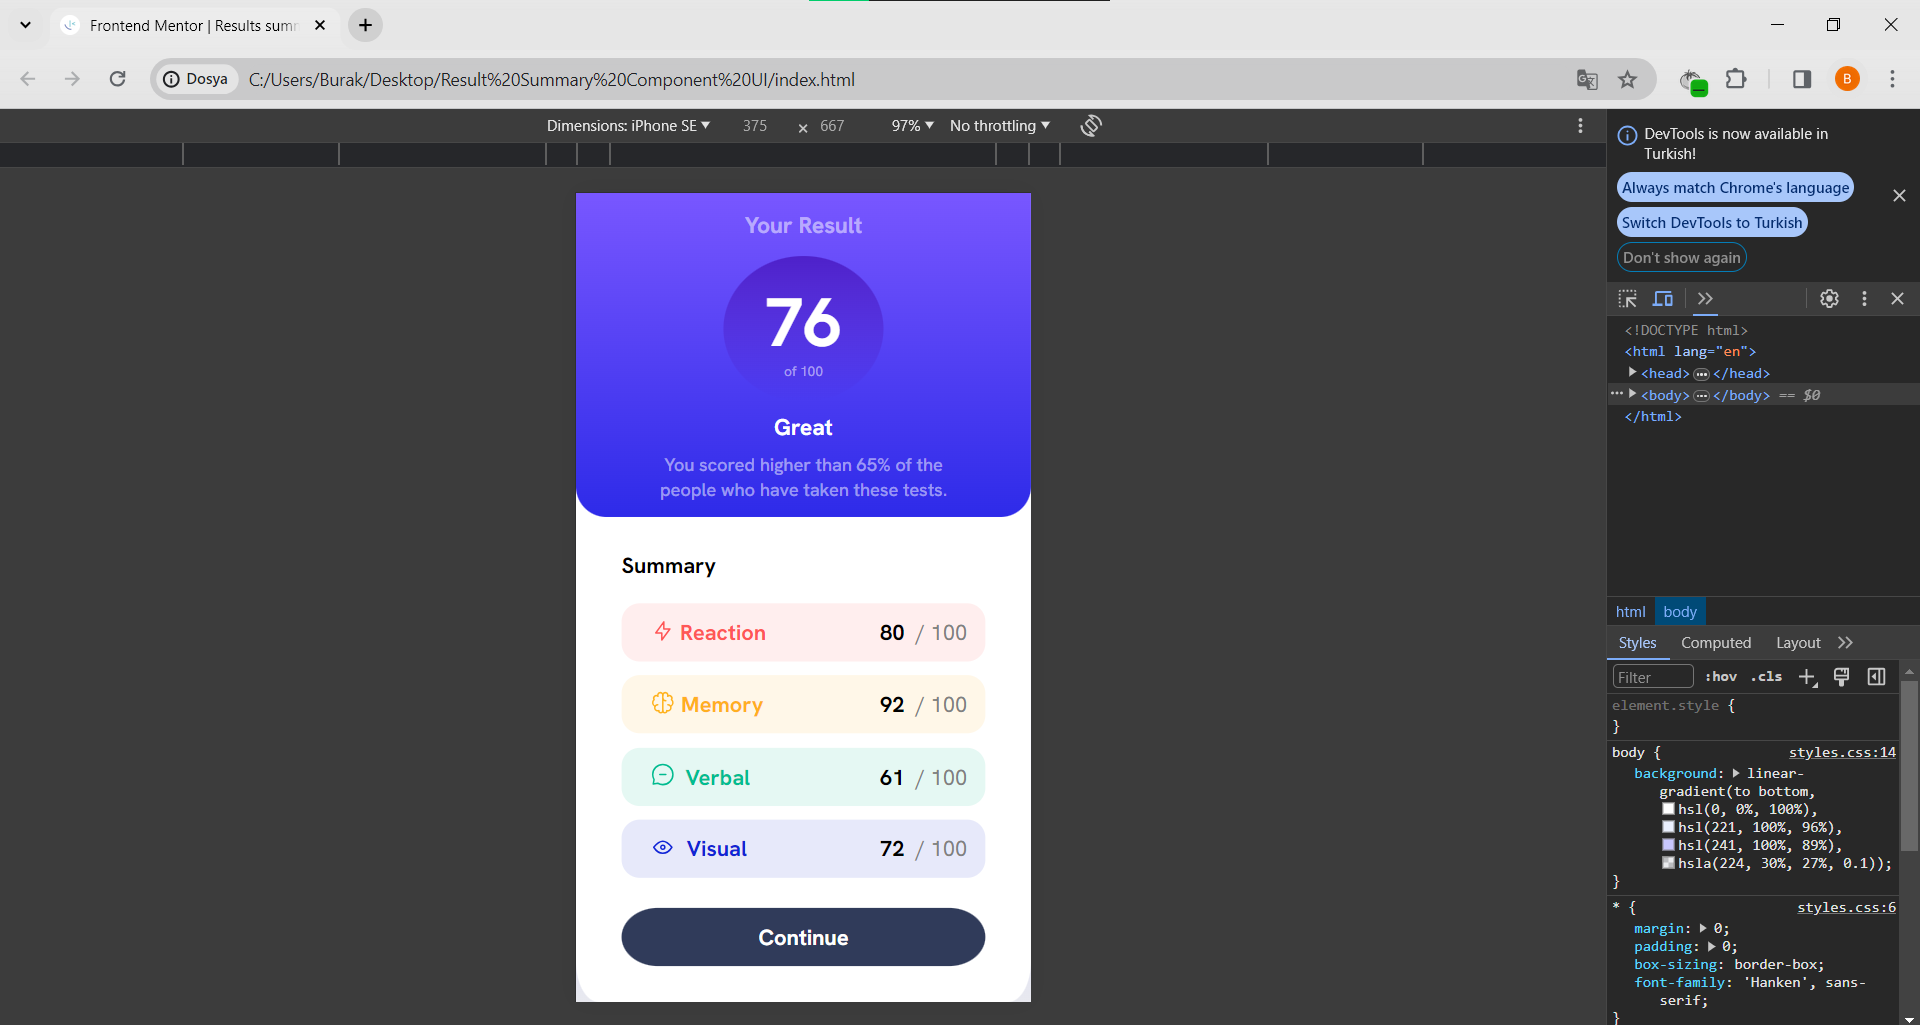 Frontend Mentor | Results sum
Dosya
C:/Users/Burak/Desktop/Result%20Summary%20Component%20UI/index.html
B
Dimensions: iPhone SE ▼ 375 × 667 97% ▼ No throttling ▼
DevTools is now available in
Turkish!
Always match Chrome's language
Switch DevTools to Turkish
Don't show again
Your Result
76
of 100
Great
You scored higher than 65% of the
people who have taken these tests.
Summary
Reaction 80 / 100
Memory 92 / 100
Verbal 61 / 100
Visual 72 / 100
Continue
<!DOCTYPE html>
<html lang="en">
▶ <head> ••• </head>
••• ▶ <body> ••• </body> == $0
</html>
html body
Styles Computed Layout
Filter :hov .cls
element.style {
}
body { styles.css:14
background: ▶ linear-
gradient(to bottom,
hsl(0, 0%, 100%),
hsl(221, 100%, 96%),
hsl(241, 100%, 89%),
hsla(224, 30%, 27%, 0.1));
}
* { styles.css:6
margin: ▶ 0;
padding: ▶ 0;
box-sizing: border-box;
font-family: 'Hanken', sans-
serif;
}